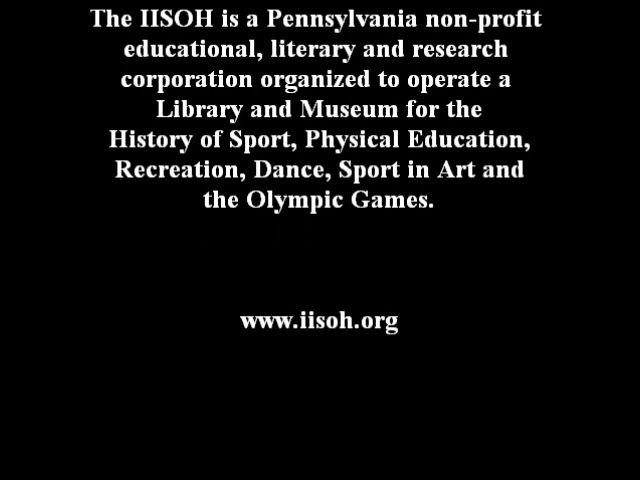 The IISOH is a Pennsylvania non-profit
educational, literary and research
corporation organized to operate a
Library and Museum for the
History of Sport, Physical Education,
Recreation, Dance, Sport in Art and
the Olympic Games.
www.iisoh.org